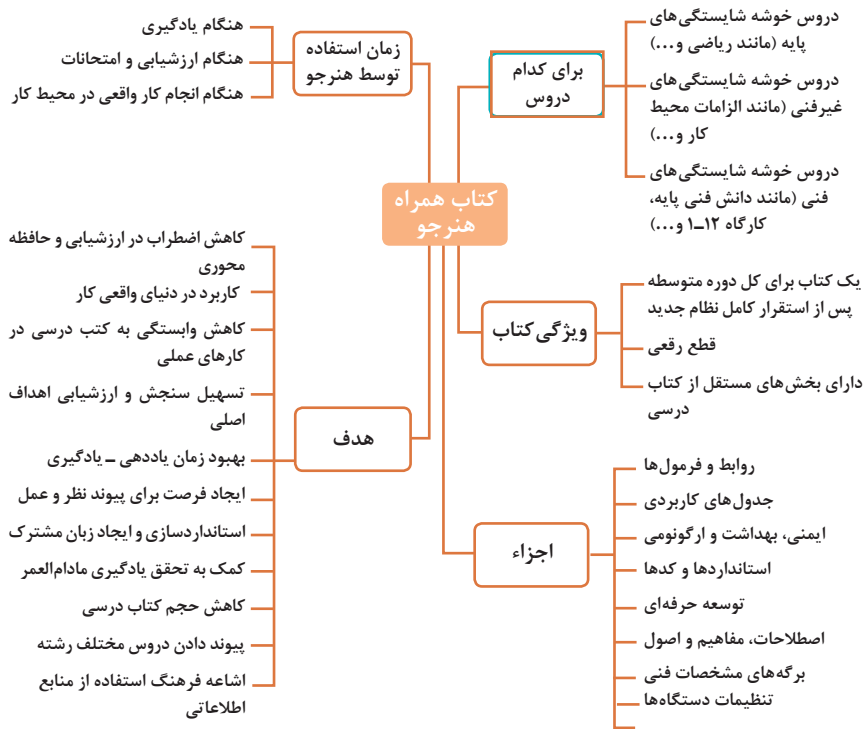 کتاب همراه
هنرجو
برای کدام
دروس
دروس خوشه شایستگی‌های
پایه (مانند ریاضی و...)
دروس خوشه شایستگی‌های
غیرفنی (مانند الزامات محیط
کار و...)
دروس خوشه شایستگی‌های
فنی (مانند دانش فنی پایه،
کارگاه ۱۲ـ۱ و...)
ویژگی کتاب
یک کتاب برای کل دوره متوسطه
پس از استقرار کامل نظام جدید
قطع رقعی
دارای بخش‌های مستقل از کتاب
درسی
اجزاء
روابط و فرمول‌ها
جدول‌های کاربردی
ایمنی، بهداشت و ارگونومی
استانداردها و کدها
توسعه حرفه‌ای
اصطلاحات، مفاهیم و اصول
برگه‌های مشخصات فنی
تنظیمات دستگاه‌ها
زمان استفاده
توسط هنرجو
هنگام یادگیری
هنگام ارزشیابی و امتحانات
هنگام انجام کار واقعی در محیط کار
هدف
کاهش اضطراب در ارزشیابی و حافظه
محوری
کاربرد در دنیای واقعی کار
کاهش وابستگی به کتب درسی در
کارهای عملی
تسهیل سنجش و ارزشیابی اهداف
اصلی
بهبود زمان یاددهی ـ یادگیری
ایجاد فرصت برای پیوند نظر و عمل
استانداردسازی و ایجاد زبان مشترک
کمک به تحقق یادگیری مادام‌العمر
کاهش حجم کتاب درسی
پیوند دادن دروس مختلف رشته
اشاعه فرهنگ استفاده از منابع
اطلاعاتی